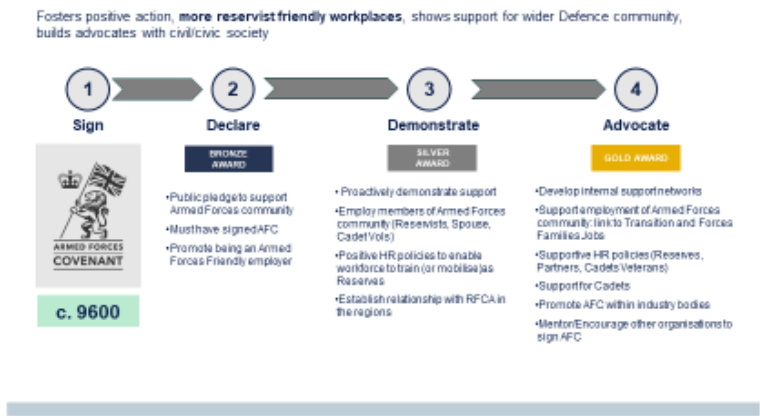 Fosters positive action, more reservist friendly workplaces, shows support for wider Defence community,
builds advocates with civil/civic society
1
2
3
4
Sign
Declare
Demonstrate
Advocate
BRONZE
AWARD
SILVER
AWARD
GOLD AWARD
ARMED FORCES
COVENANT
c. 9600
•Public pledge to support
Armed Forces community
•Must have signed AFC
•Promote being an Armed
Forces Friendly employer
• Proactively demonstrate support
•Employ members of Armed Forces
community (Reservists, Spouse,
Cadet Vols)
•Positive HR policies to enable
workforce to train (or mobilise) as
Reserves
•Establish relationship with RFCA in
the regions
•Develop internal support networks
•Support employment of Armed Forces
community: link to Transition and Forces
Families Jobs
•Supportive HR policies (Reserves,
Partners, Cadets Veterans)
•Support for Cadets
•Promote AFC within industry bodies
•Mentor/Encourage other organisations to
sign AFC